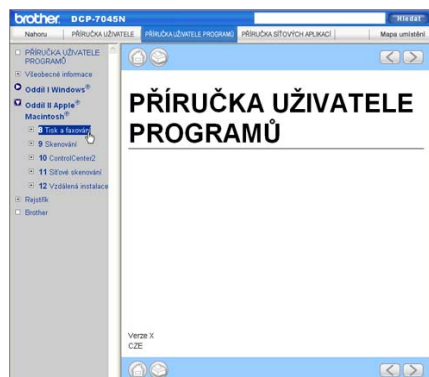 brother. DCP-7045N
Hledat
Nahoru PŘÍRUČKA UŽIVATELE PŘÍRUČKA UŽIVATELE PROGRAMŮ PŘÍRUČKA SÍŤOVÝCH APLIKACÍ Mapa umístění
PŘÍRUČKA UŽIVATELE
PROGRAMŮ
Všeobecné informace
Oddíl I Windows®
Oddíl II Apple®
Macintosh®
8 Tisk a faxování
9 Skenování
10 ControlCenter2
11 Síťové skenování
12 Vzdálená instalace
Rejstřík
Brother
PŘÍRUČKA UŽIVATELE
PROGRAMŮ
Verze X
CZE